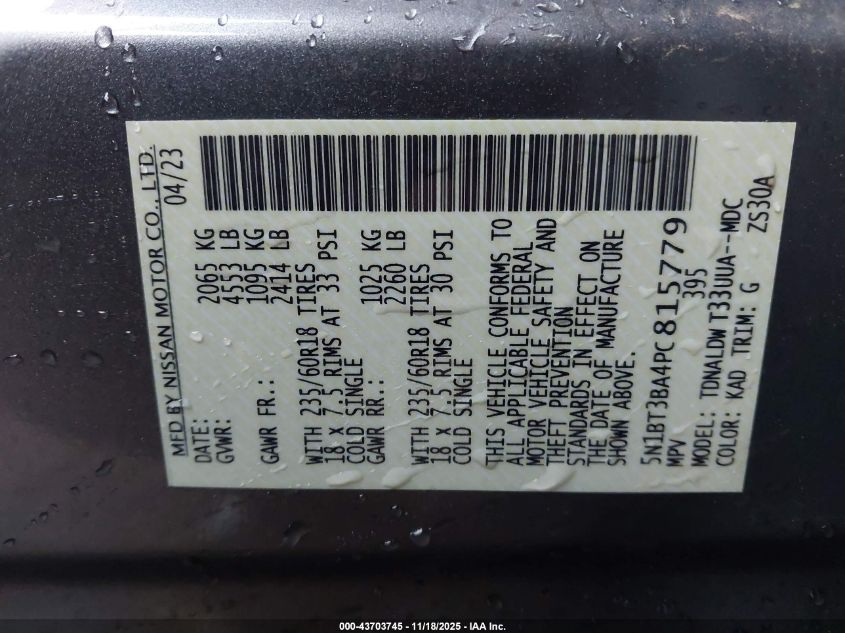 MFD BY NISSAN MOTOR CO., LTD.
DATE: 04/23
GVWR: 2065 KG
4553 LB
GAWR FR.: 1095 KG
2414 LB
WITH 235/60R18 TIRES
18 X 7.5 RIMS AT 33 PSI
COLD SINGLE
GAWR RR.: 1025 KG
2260 LB
WITH 235/60R18 TIRES
18 X 7.5 RIMS AT 30 PSI
COLD SINGLE
THIS VEHICLE CONFORMS TO
ALL APPLICABLE FEDERAL
MOTOR VEHICLE SAFETY AND
THEFT PREVENTION
STANDARDS IN EFFECT ON
THE DATE OF MANUFACTURE
SHOWN ABOVE.
5N1BT3BA4PC815779
MPV 395
MODEL: TDNALDW T33UUA--MDC
COLOR: KAD TRIM: G ZS30A
000-43703745 - 11/18/2025 - IAA Inc.